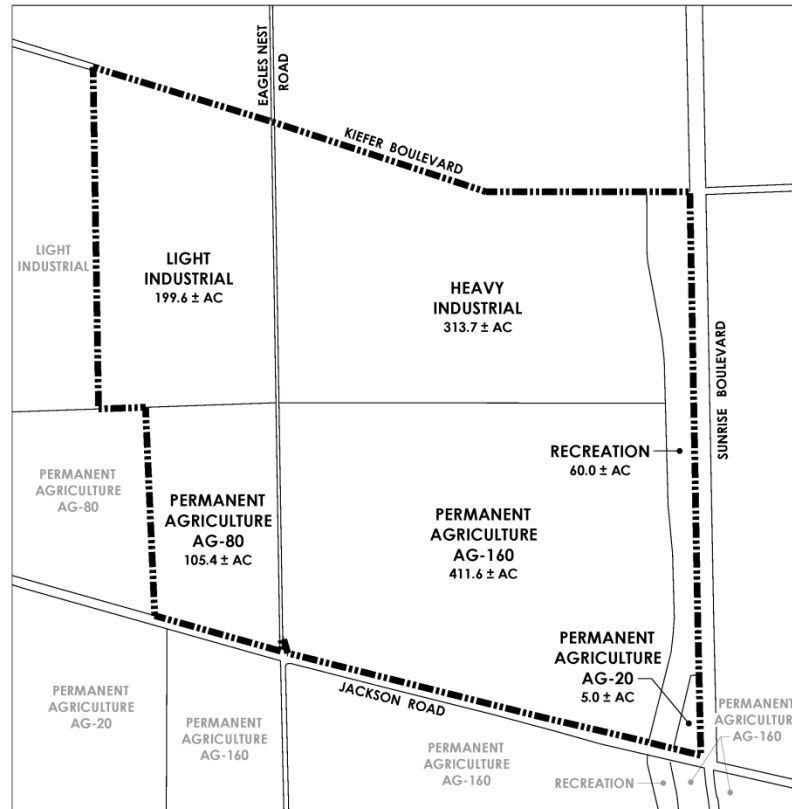 EAGLES NEST
ROAD
KIEFER BOULEVARD
LIGHT
INDUSTRIAL
LIGHT
INDUSTRIAL
199.6 ± AC
HEAVY
INDUSTRIAL
313.7 ± AC
SUNRISE BOULEVARD
RECREATION
60.0 ± AC
PERMANENT
AGRICULTURE
AG-80
PERMANENT
AGRICULTURE
AG-80
105.4 ± AC
PERMANENT
AGRICULTURE
AG-160
411.6 ± AC
PERMANENT
AGRICULTURE
AG-20
5.0 ± AC
JACKSON ROAD
PERMANENT
AGRICULTURE
AG-20
PERMANENT
AGRICULTURE
AG-160
PERMANENT
AGRICULTURE
AG-160
PERMANENT
AGRICULTURE
AG-160
RECREATION